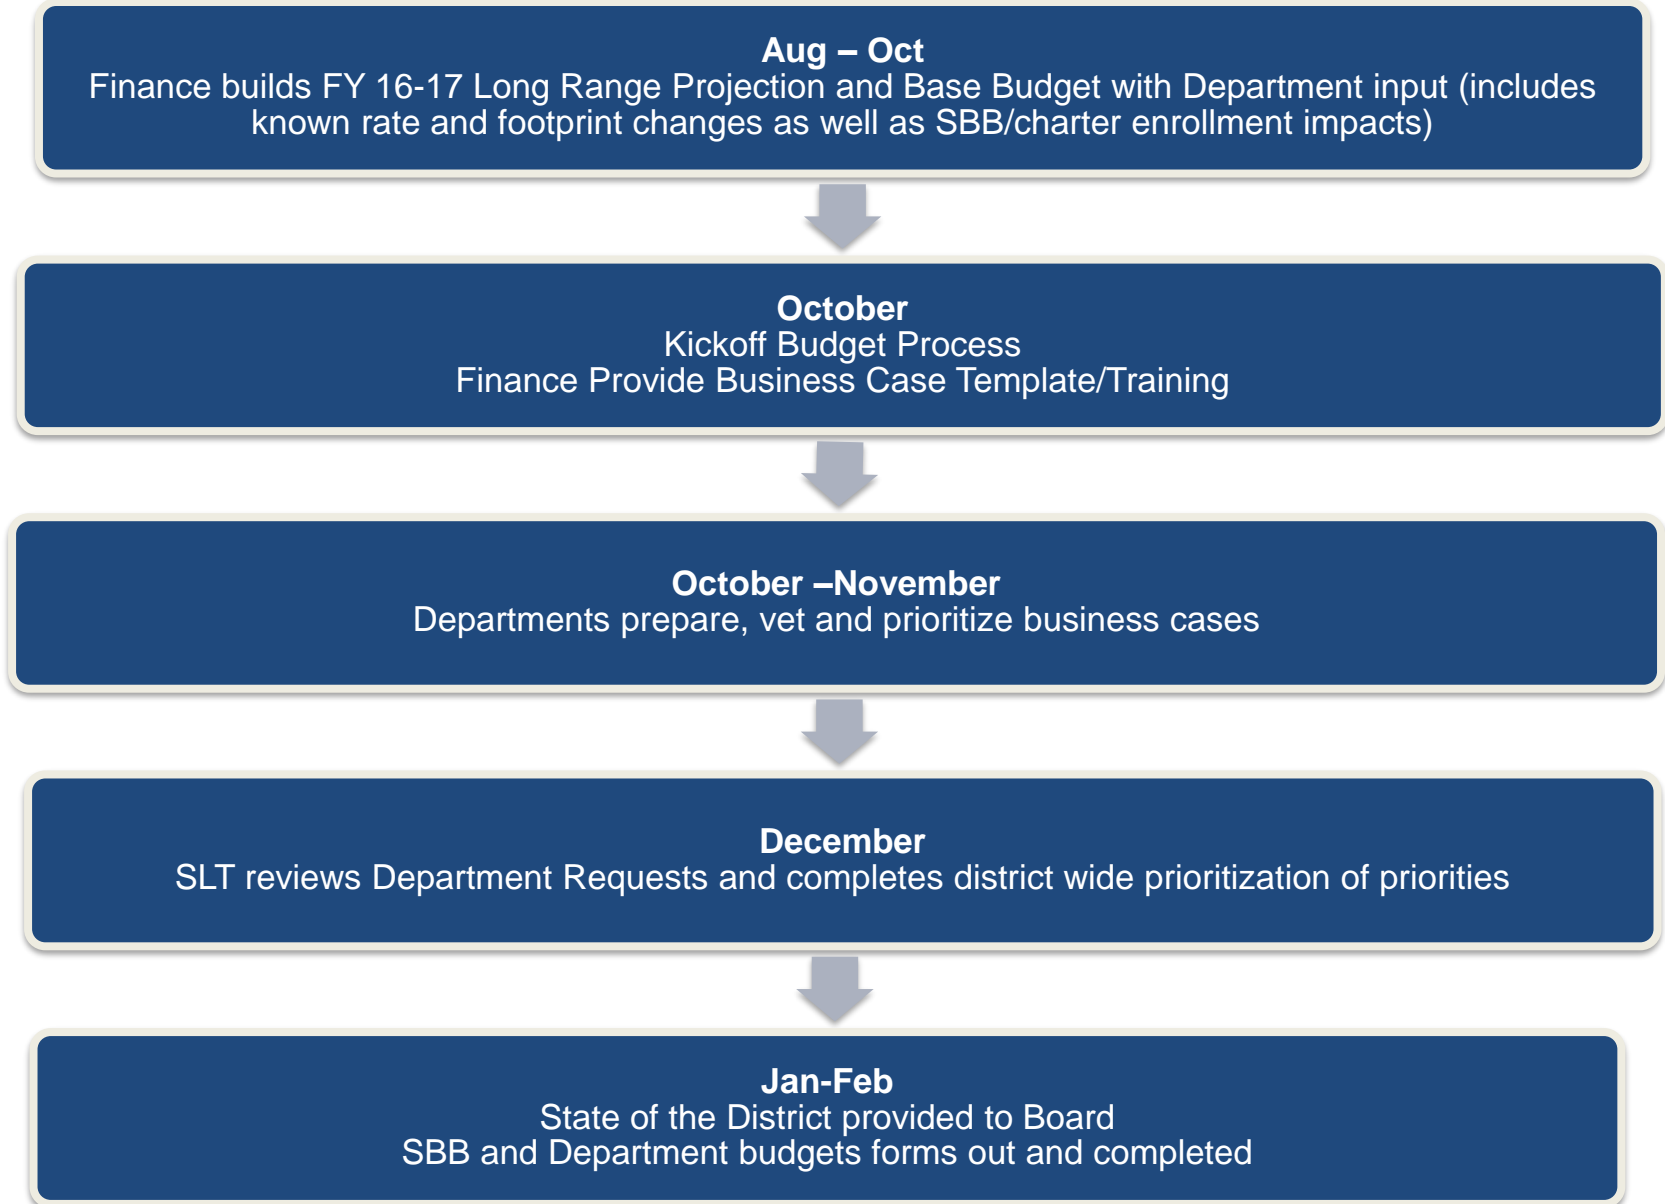 Aug – Oct
Finance builds FY 16-17 Long Range Projection and Base Budget with Department input (includes
known rate and footprint changes as well as SBB/charter enrollment impacts)
October
Kickoff Budget Process
Finance Provide Business Case Template/Training
October –November
Departments prepare, vet and prioritize business cases
December
SLT reviews Department Requests and completes district wide prioritization of priorities
Jan-Feb
State of the District provided to Board
SBB and Department budgets forms out and completed